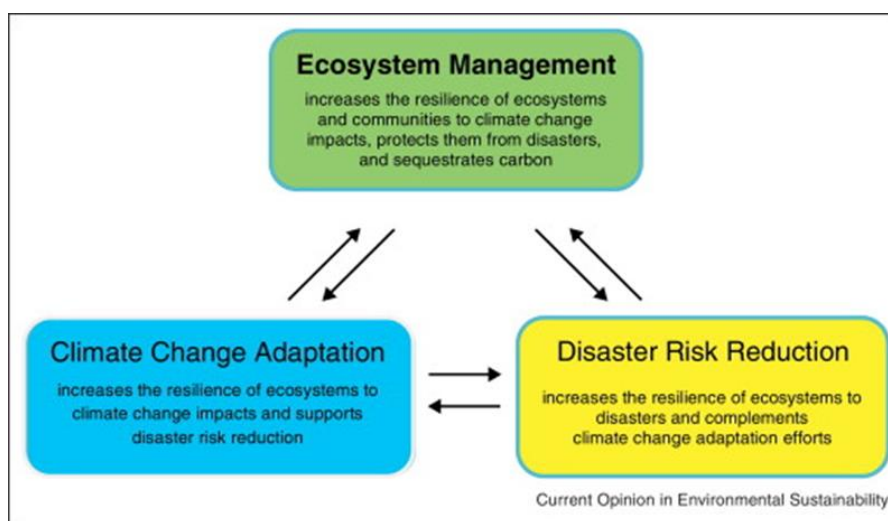 Ecosystem Management
increases the resilience of ecosystems
and communities to climate change
impacts, protects them from disasters,
and sequestrates carbon
Climate Change Adaptation
increases the resilience of ecosystems to
climate change impacts and supports
disaster risk reduction
Disaster Risk Reduction
increases the resilience of ecosystems to
disasters and complements
climate change adaptation efforts
Current Opinion in Environmental Sustainability